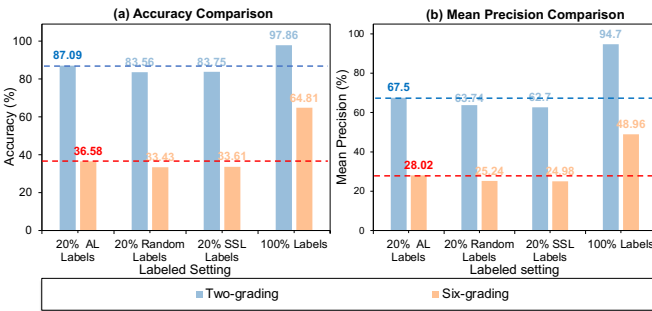 (a) Accuracy Comparison
Accuracy (%)
100
80
60
40
20
0
87.09
83.56
83.75
97.86
36.58
33.43
33.61
64.81
20% AL Labels
20% Random Labels
20% SSL Labels
100% Labels
Labeled Setting
(b) Mean Precision Comparison
Mean Precision (%)
100
80
60
40
20
0
67.5
63.74
62.7
94.7
28.02
25.24
24.98
48.96
20% AL Labels
20% Random Labels
20% SSL Labels
100% Labels
Labeled setting
Two-grading
Six-grading